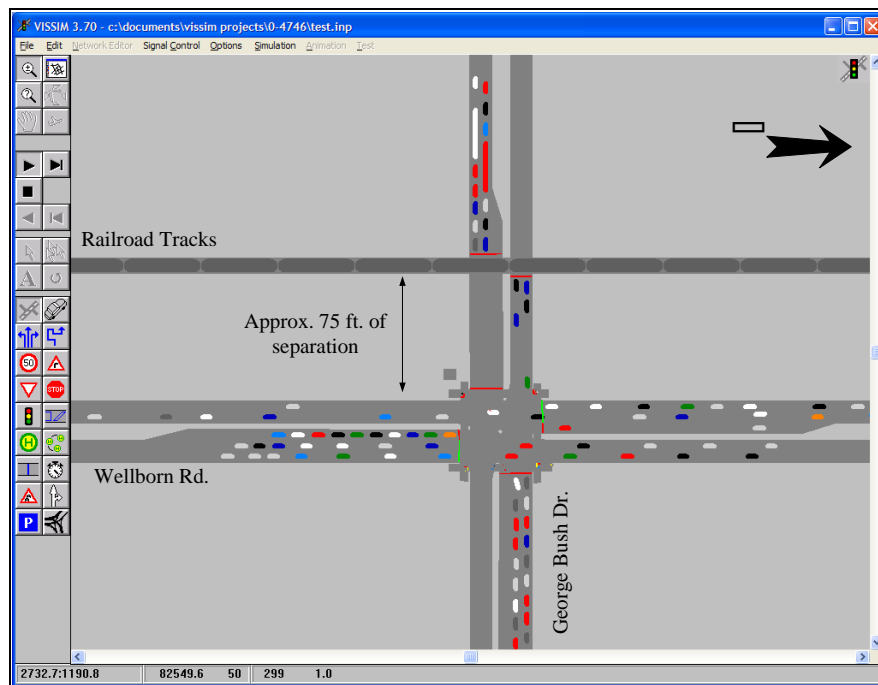 VISSIM 3.70 - c:\documents\vissim projects\0-4746\test.inp
File Edit Network Editor Signal Control Options Simulation Animation Test
Railroad Tracks
Approx. 75 ft. of
separation
Wellborn Rd.
George Bush Dr.
50
STOP
H
A
P
2732.7:1190.8 82549.6 50 299 1.0